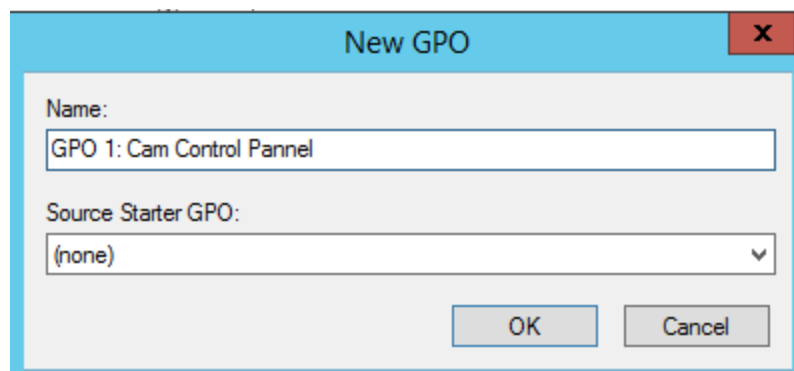 New GPO
x
Name:
GPO 1: Cam Control Pannel
Source Starter GPO:
(none)
OK Cancel